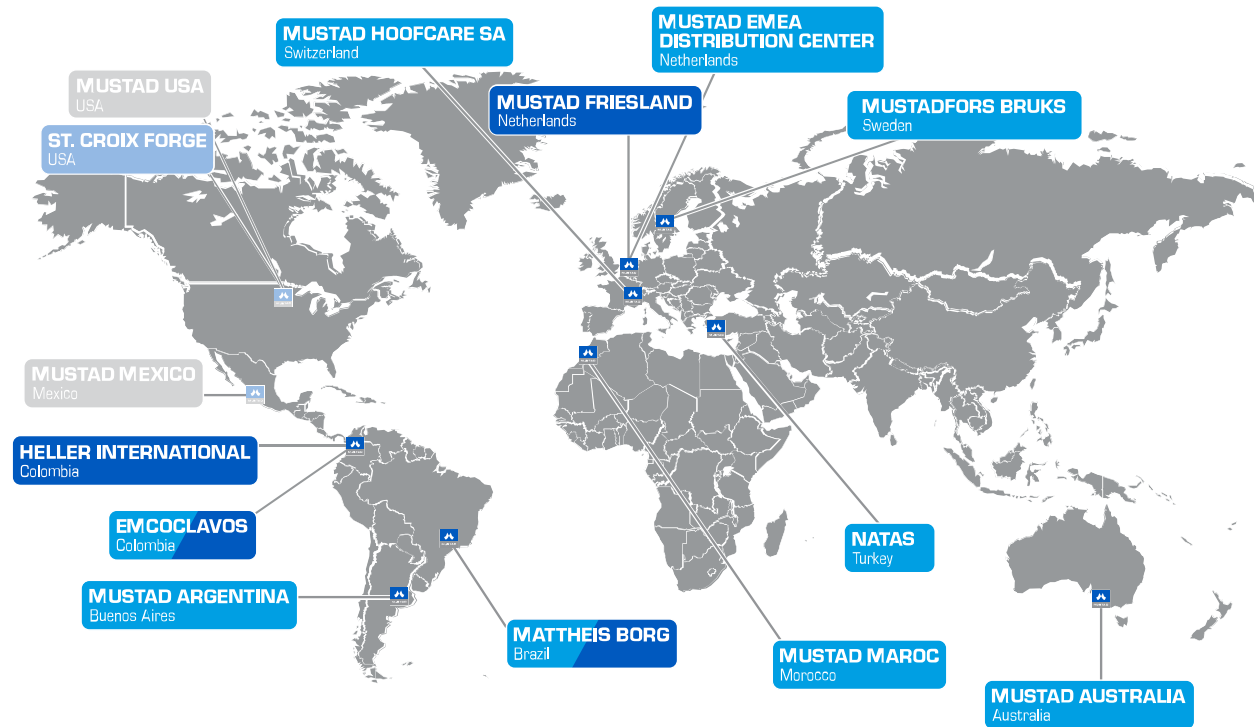 MUSTAD HOOFCARE SA
Switzerland
MUSTAD EMEA
DISTRIBUTION CENTER
Netherlands
MUSTAD USA
USA
MUSTAD FRIESLAND
Netherlands
MUSTADFORS BRUKS
Sweden
ST. CROIX FORGE
USA
MUSTAD MEXICO
Mexico
HELLER INTERNATIONAL
Colombia
EMCOCLAVOS
Colombia
NATAS
Turkey
MUSTAD ARGENTINA
Buenos Aires
MATTHEIS BORG
Brazil
MUSTAD MAROC
Morocco
MUSTAD AUSTRALIA
Australia